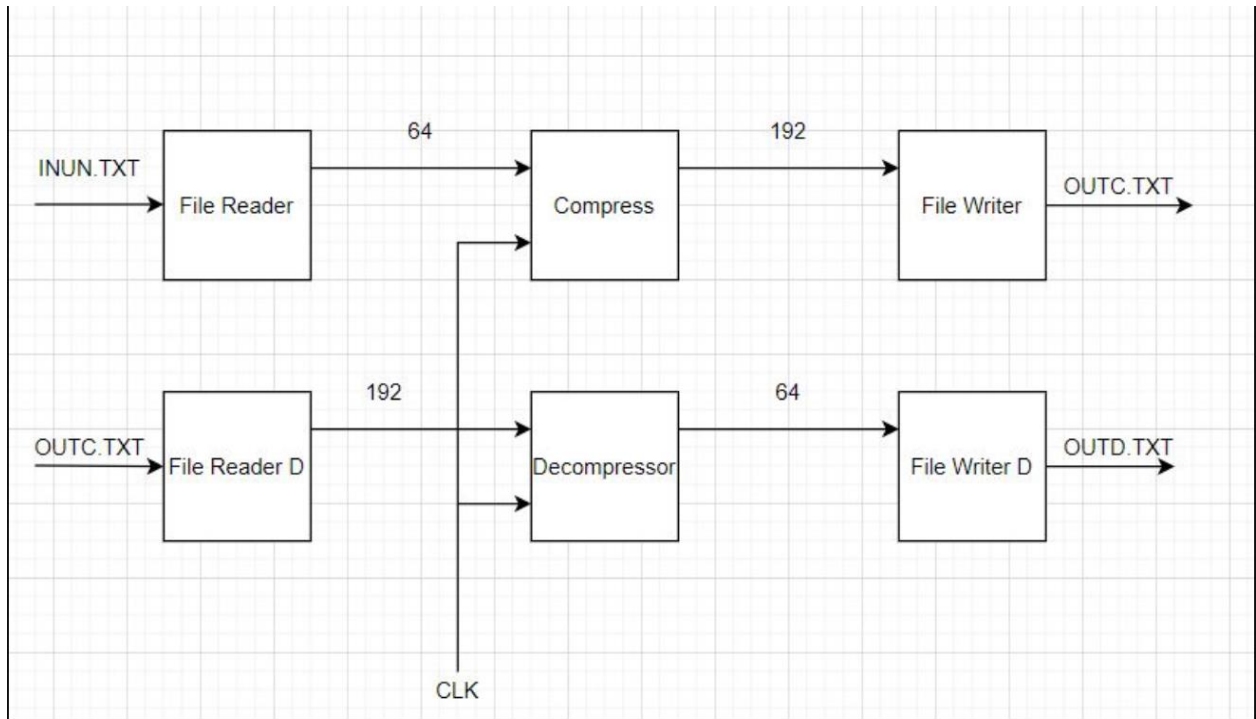 64
192
INUN.TXT
File Reader
Compress
File Writer
OUTC.TXT
192
64
OUTC.TXT
File Reader D
Decompressor
File Writer D
OUTD.TXT
CLK